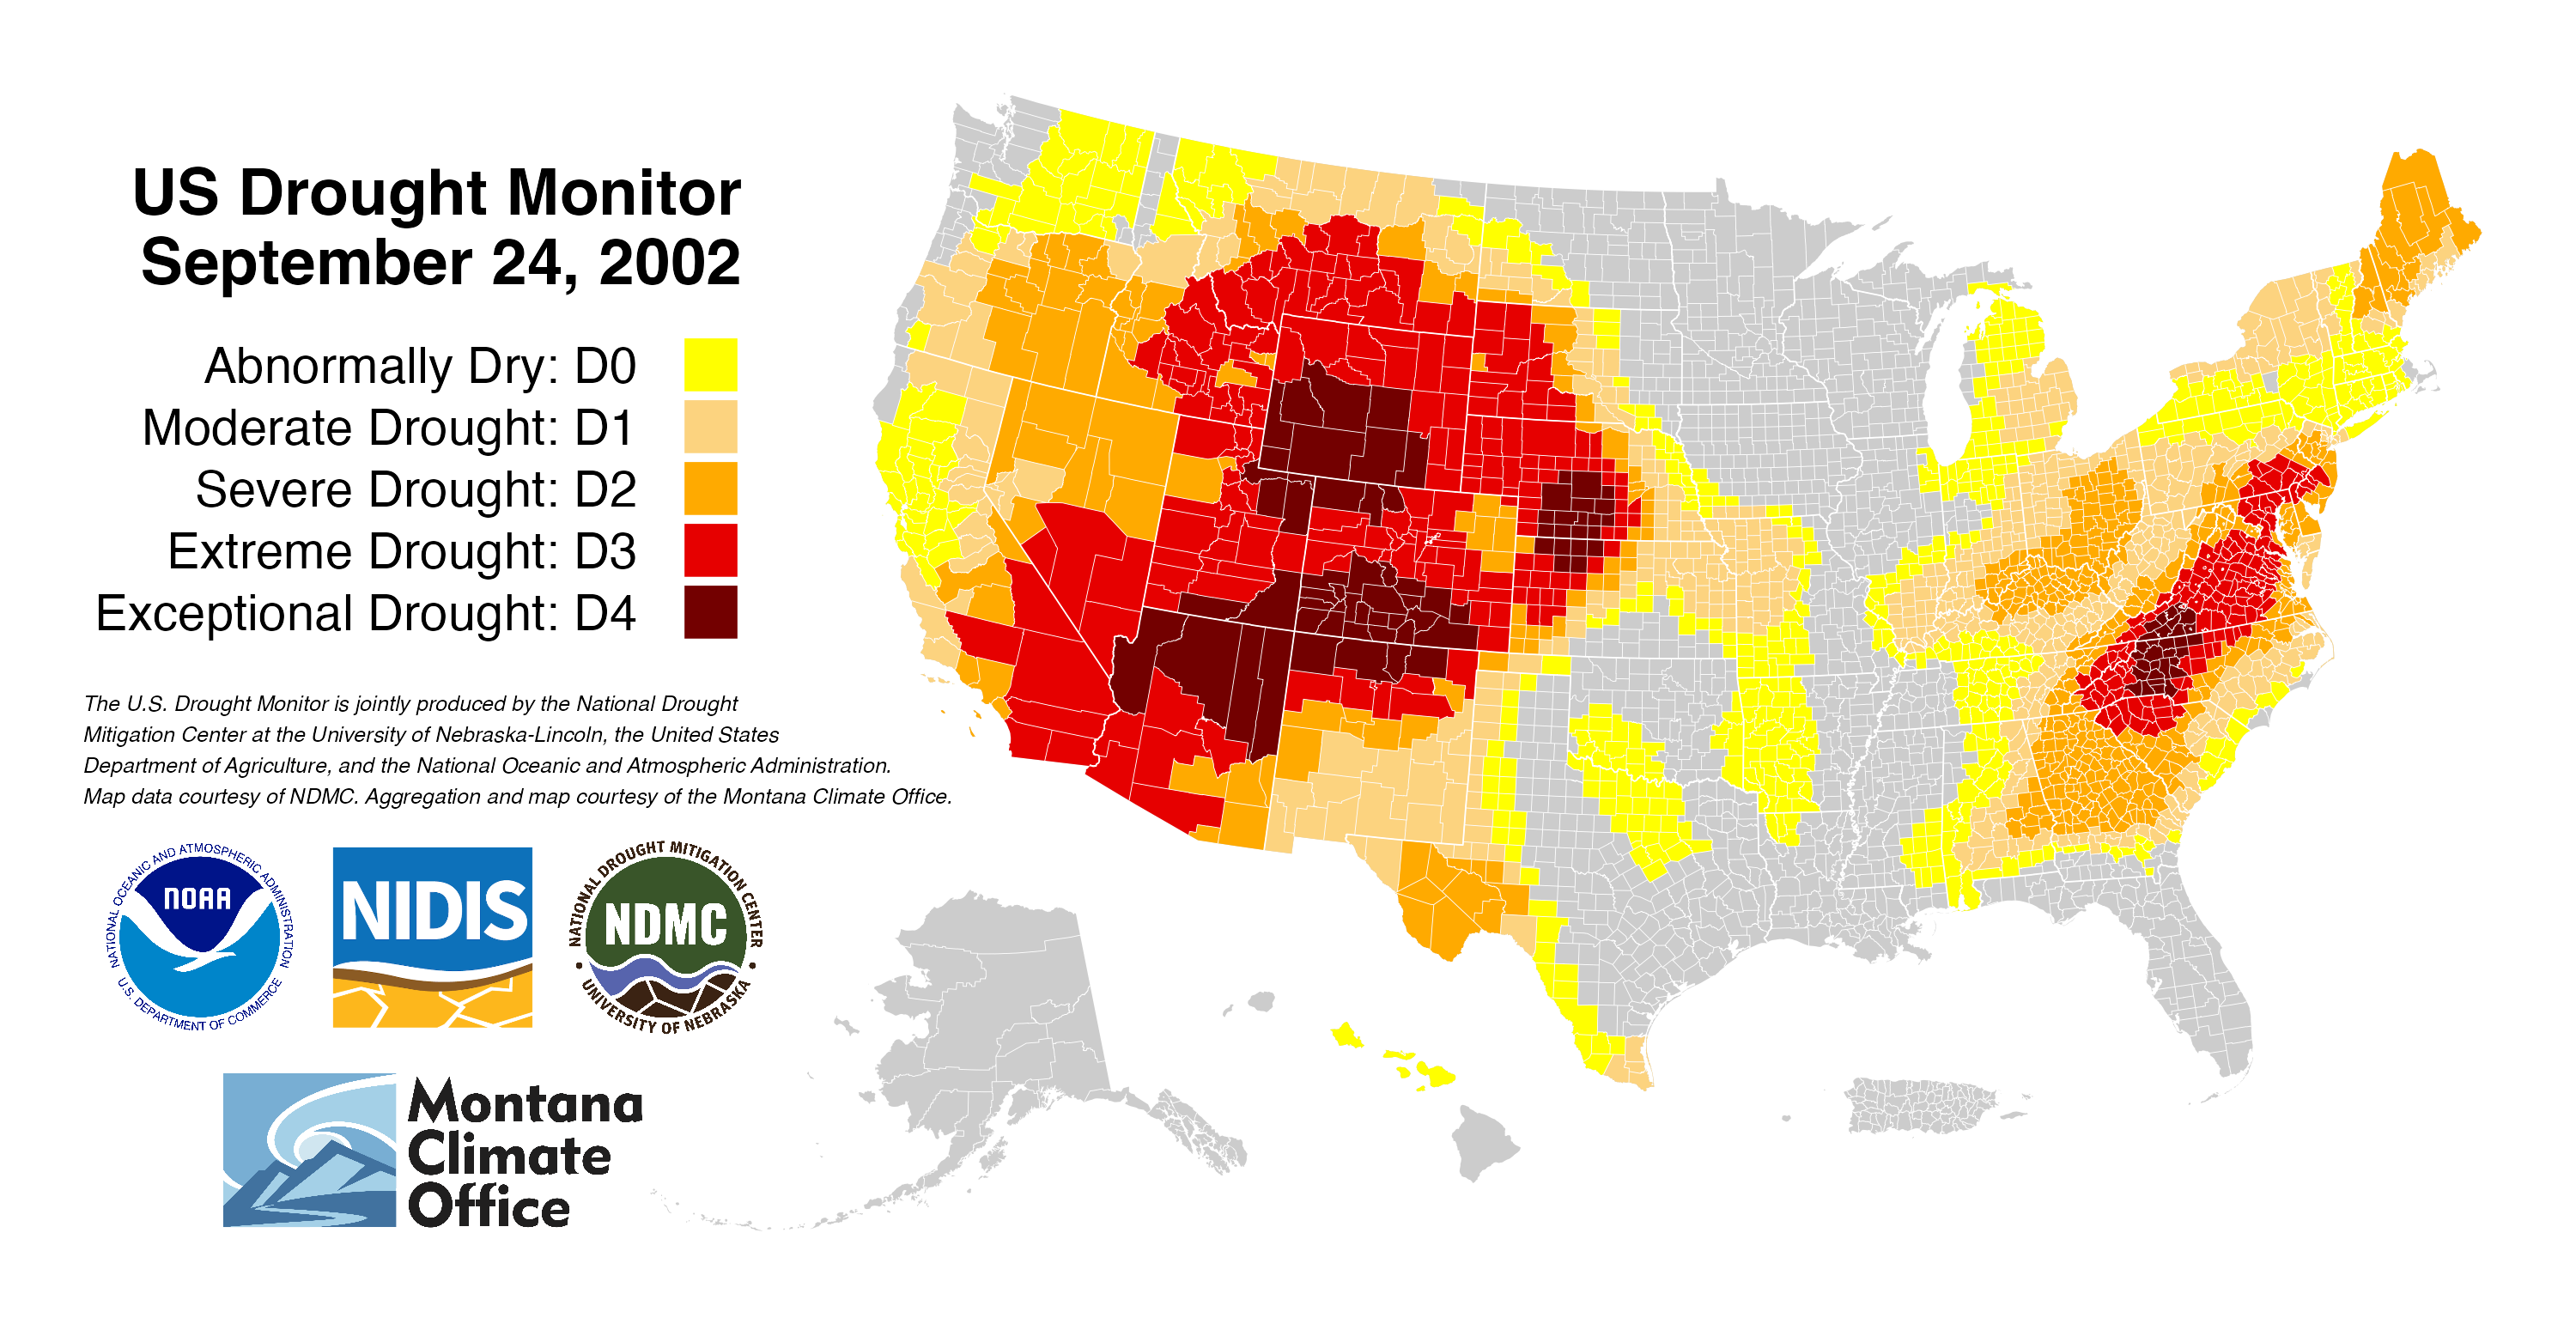 US Drought Monitor
September 24, 2002
Abnormally Dry: D0
Moderate Drought: D1
Severe Drought: D2
Extreme Drought: D3
Exceptional Drought: D4
The U.S. Drought Monitor is jointly produced by the National Drought
Mitigation Center at the University of Nebraska-Lincoln, the United States
Department of Agriculture, and the National Oceanic and Atmospheric Administration.
Map data courtesy of NDMC. Aggregation and map courtesy of the Montana Climate Office.
NATIONAL OCEANIC AND ATMOSPHERIC ADMINISTRATION
NOAA
U.S. DEPARTMENT OF COMMERCE
NIDIS
NATIONAL DROUGHT MITIGATION CENTER
NDMC
UNIVERSITY OF NEBRASKA
Montana
Climate
Office